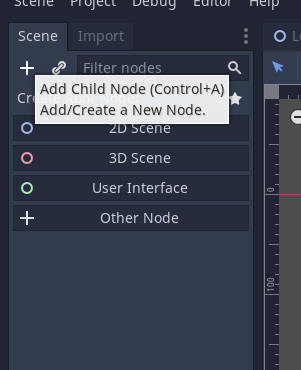 Scene Project Debug Editor Help
Scene Import
Filter nodes
Add Child Node (Control+A)
Add/Create a New Node.
2D Scene
3D Scene
User Interface
Other Node
0
100